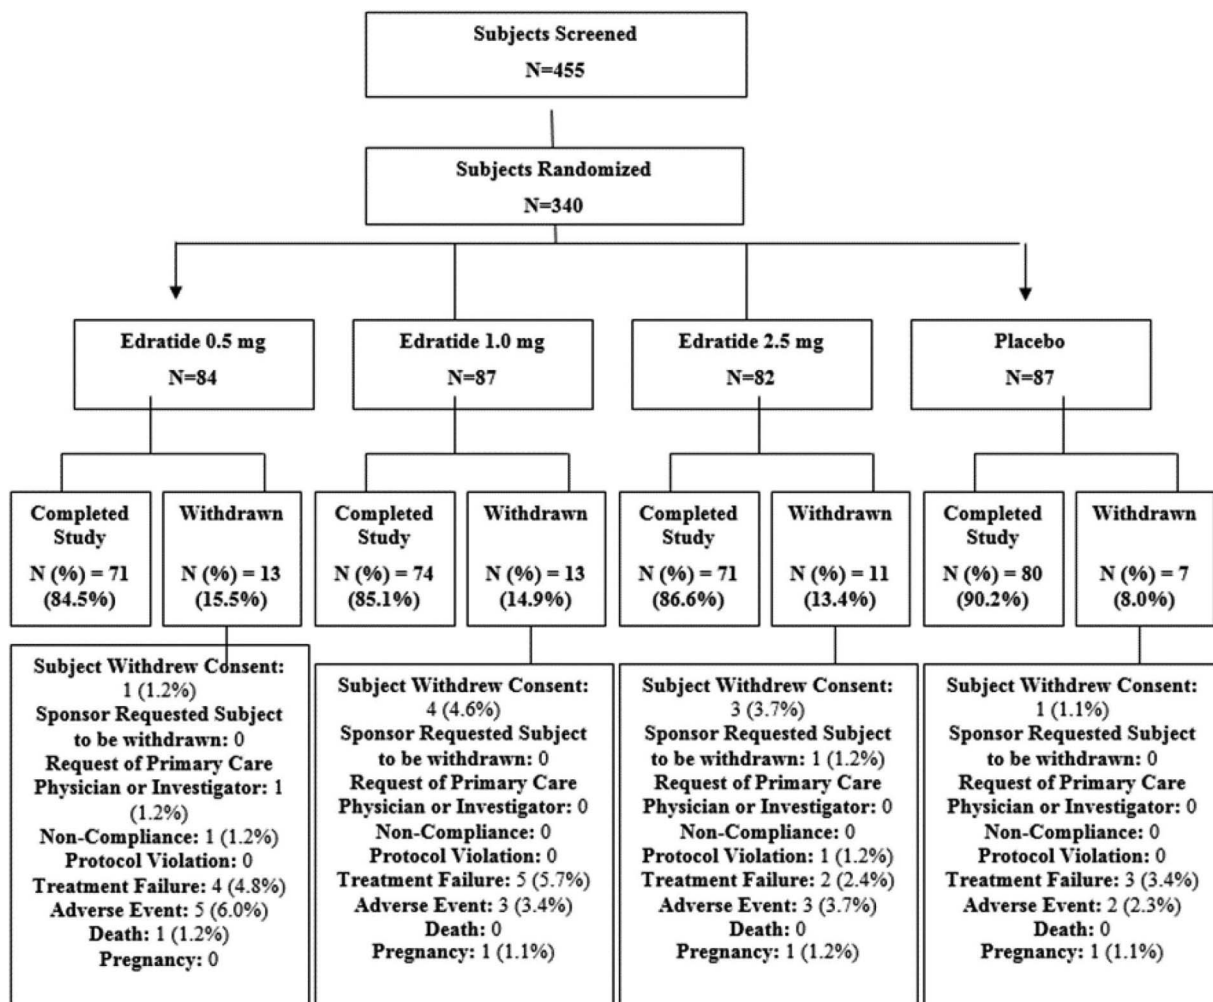 Subjects Screened
N=455
Subjects Randomized
N=340
Edratide 0.5 mg
N=84
Edratide 1.0 mg
N=87
Edratide 2.5 mg
N=82
Placebo
N=87
Completed
Study
N (%) = 71
(84.5%)
Withdrawn
N (%) = 13
(15.5%)
Completed
Study
N (%) = 74
(85.1%)
Withdrawn
N (%) = 13
(14.9%)
Completed
Study
N (%) = 71
(86.6%)
Withdrawn
N (%) = 11
(13.4%)
Completed
Study
N (%) = 80
(90.2%)
Withdrawn
N (%) = 7
(8.0%)
Subject Withdrew Consent:
1 (1.2%)
Sponsor Requested Subject
to be withdrawn: 0
Request of Primary Care
Physician or Investigator: 1
(1.2%)
Non-Compliance: 1 (1.2%)
Protocol Violation: 0
Treatment Failure: 4 (4.8%)
Adverse Event: 5 (6.0%)
Death: 1 (1.2%)
Pregnancy: 0
Subject Withdrew Consent:
4 (4.6%)
Sponsor Requested Subject
to be withdrawn: 0
Request of Primary Care
Physician or Investigator: 0
Non-Compliance: 0
Protocol Violation: 0
Treatment Failure: 5 (5.7%)
Adverse Event: 3 (3.4%)
Death: 0
Pregnancy: 1 (1.1%)
Subject Withdrew Consent:
3 (3.7%)
Sponsor Requested Subject
to be withdrawn: 1 (1.2%)
Request of Primary Care
Physician or Investigator: 0
Non-Compliance: 0
Protocol Violation: 1 (1.2%)
Treatment Failure: 2 (2.4%)
Adverse Event: 3 (3.7%)
Death: 0
Pregnancy: 1 (1.2%)
Subject Withdrew Consent:
1 (1.1%)
Sponsor Requested Subject
to be withdrawn: 0
Request of Primary Care
Physician or Investigator: 0
Non-Compliance: 0
Protocol Violation: 0
Treatment Failure: 3 (3.4%)
Adverse Event: 2 (2.3%)
Death: 0
Pregnancy: 1 (1.1%)